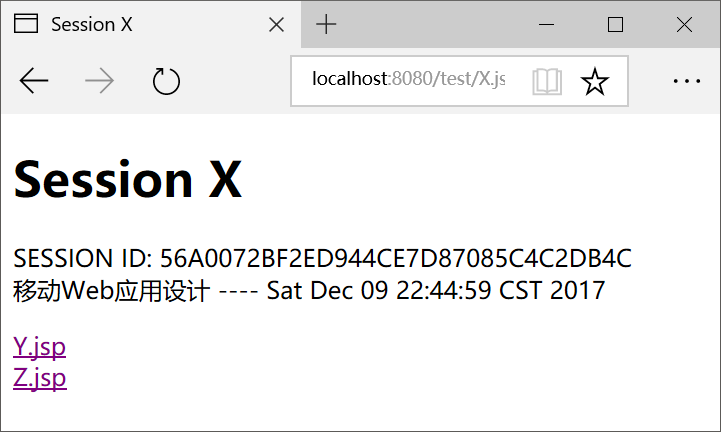 Session X
localhost:8080/test/X.js
Session X
SESSION ID: 56A0072BF2ED944CE7D87085C4C2DB4C
移动Web应用设计 ---- Sat Dec 09 22:44:59 CST 2017
Y.jsp
Z.jsp